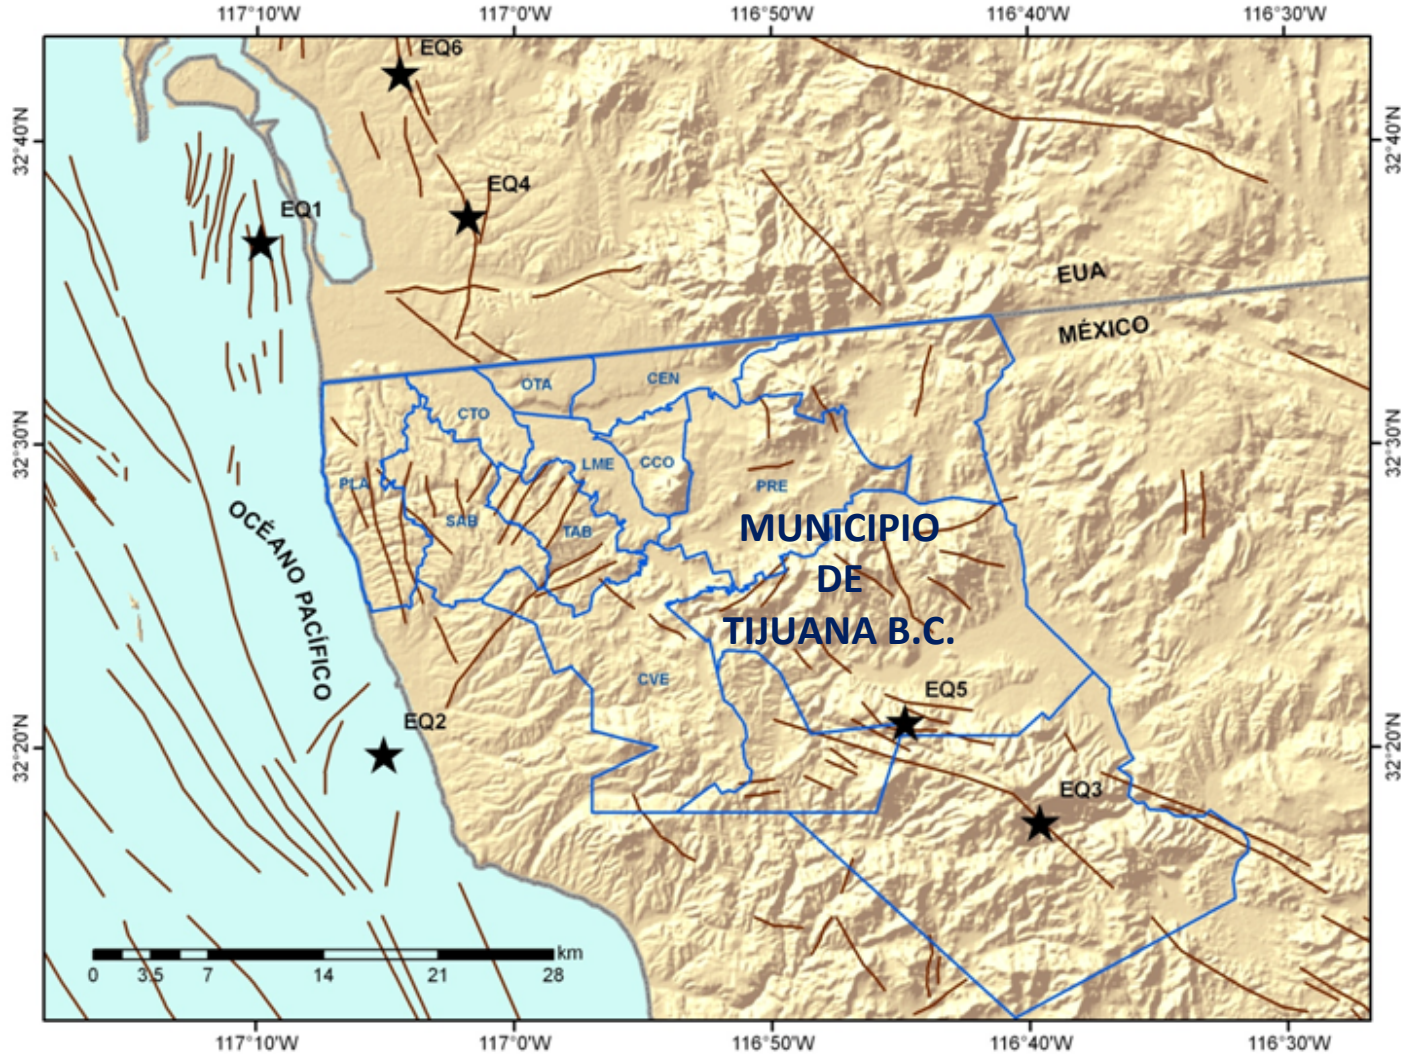 117°10'W
117°0'W
116°50'W
116°40'W
116°30'W
EQ6
32°40'N
32°40'N
EQ4
EQ1
EUA
MÉXICO
OTA
CEN
CTO
32°30'N
32°30'N
LME
CCO
PLA
PRE
SAB
TAB
OCÉANO PACÍFICO
MUNICIPIO
DE
TIJUANA B.C.
CVE
EQ5
EQ2
32°20'N
32°20'N
EQ3
km
0 3.5 7 14 21 28
117°10'W
117°0'W
116°50'W
116°40'W
116°30'W